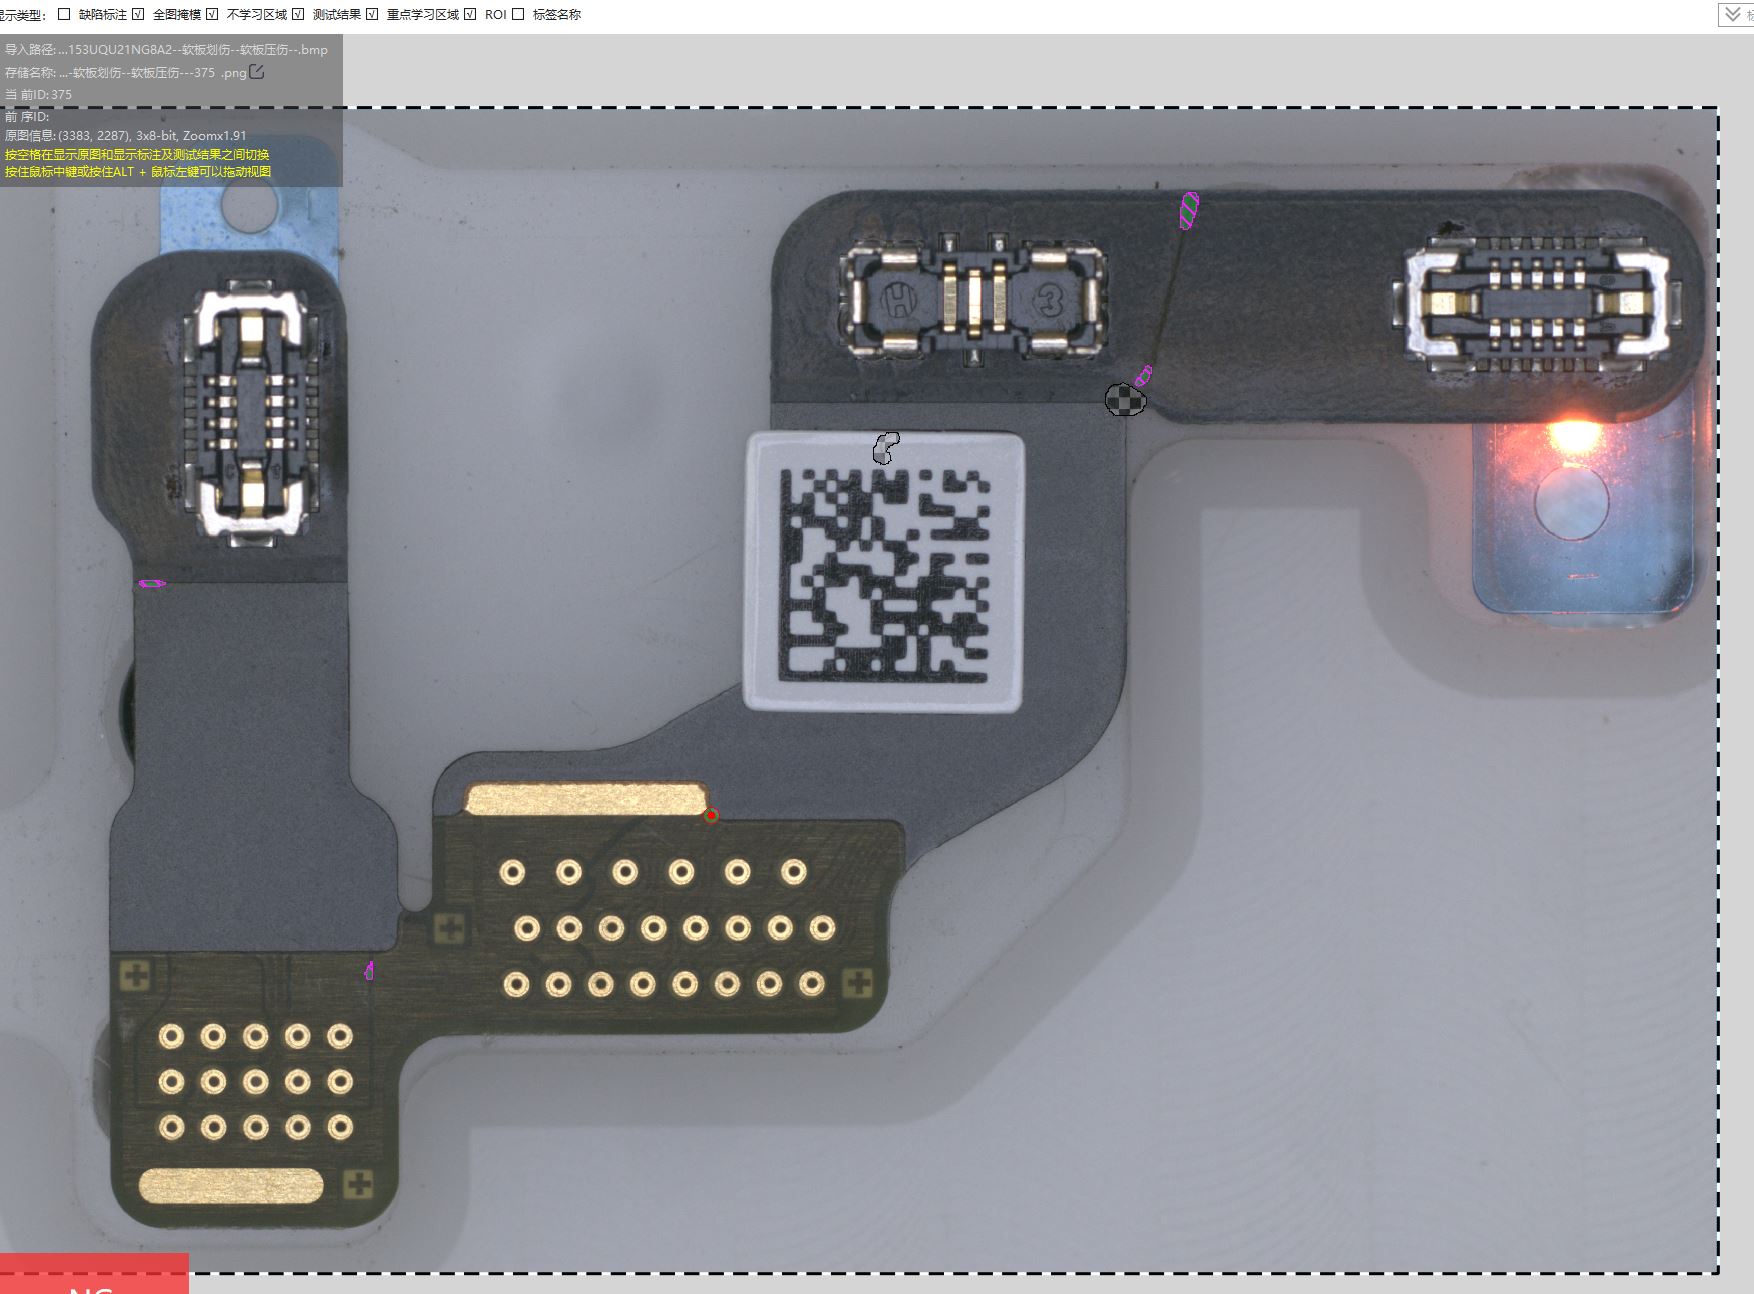 显示类型： 缺陷标注 全图掩模 不学习区域 测试结果 重点学习区域 ROI 标签名称
导入路径:...153UQU21NG8A2--软板划伤--软板压伤--.bmp
存储名称: ...-软板划伤--软板压伤---375 .png
当 前ID: 375
前 序ID:
原图信息: (3383, 2287), 3x8-bit, Zoomx1.91
按空格在显示原图和显示标注及测试结果之间切换
按住鼠标中键或按住ALT + 鼠标左键可以拖动视图
H 3
NG